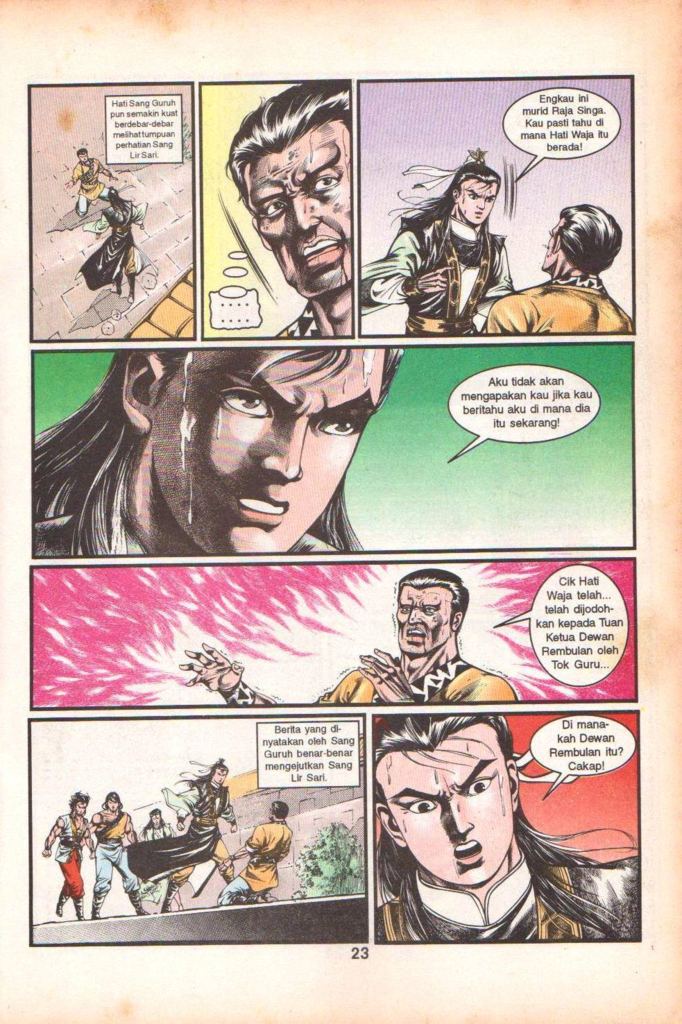 Hati Sang Guruh
pun semakin kuat
berdebar-debar
melihat tumpuan
perhatian Sang
Lir Sari.
Engkau ini
murid Raja Singa.
Kau pasti tahu di
mana Hati Waja itu
berada!
Aku tidak akan
mengapakan kau jika kau
beritahu aku di mana dia
itu sekarang!
Cik Hati
Waja telah...
telah dijodoh-
kan kepada Tuan
Ketua Dewan
Rembulan oleh
Tok Guru...
Berita yang di-
nyatakan oleh Sang
Guruh benar-benar
mengejutkan Sang
Lir Sari.
Di mana-
kah Dewan
Rembulan itu?
Cakap!
23